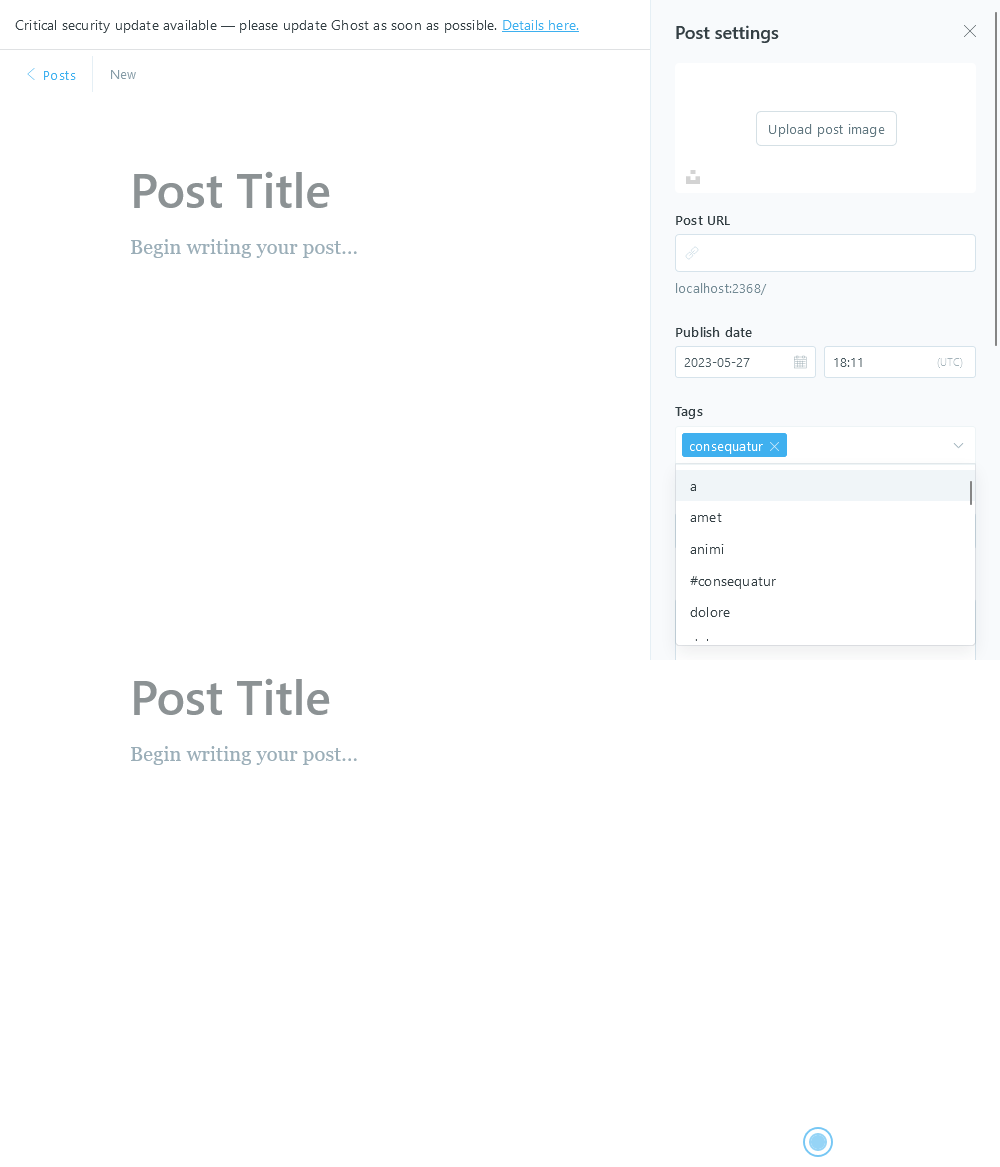 Critical security update available — please update Ghost as soon as possible. Details here.
Posts
New
Post Title
Begin writing your post...
Post settings
Upload post image
Post URL
localhost:2368/
Publish date
2023-05-27
18:11
(UTC)
Tags
consequatur
a
amet
animi
#consequatur
dolore
Post Title
Begin writing your post...